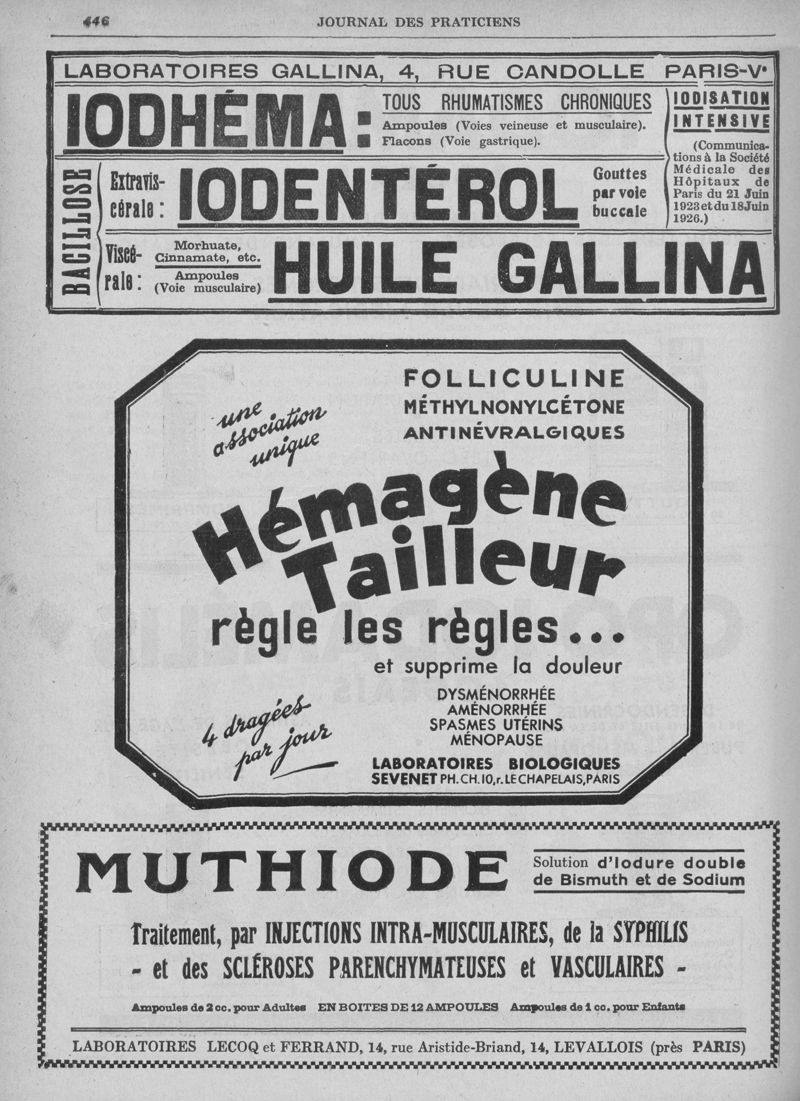 446
JOURNAL DES PRATICIENS
LABORATOIRES GALLINA, 4, RUE CANDOLLE PARIS-Vᵉ
IODHÉMA :
TOUS RHUMATISMES CHRONIQUES
Ampoules (Voies veineuse et musculaire).
Flacons (Voie gastrique).
IODISATION
INTENSIVE
(Communica-
tions à la Société
Médicale des
Hôpitaux de
Paris du 21 Juin
1923 et du 18 Juin
1926.)
BACILLOSE
Extravis-
cérale :
IODENTÉROL
Gouttes
par voie
buccale
Viscé-
rale :
Morhuate,
Cinnamate, etc.
Ampoules
(Voie musculaire)
HUILE GALLINA
une
association
unique
FOLLICULINE
MÉTHYLNONYLCÉTONE
ANTINÉVRALGIQUES
Hémagène
Tailleur
règle les règles...
et supprime la douleur
4 dragées
par jour
DYSMÉNORRHÉE
AMÉNORRHÉE
SPASMES UTÉRINS
MÉNOPAUSE
LABORATOIRES BIOLOGIQUES
SEVENET PH. CH. 10, r. LE CHAPELAIS, PARIS
MUTHIODE
Solution d'Iodure double
de Bismuth et de Sodium
Traitement, par INJECTIONS INTRA-MUSCULAIRES, de la SYPHILIS
- et des SCLÉROSES PARENCHYMATEUSES et VASCULAIRES -
Ampoules de 2 cc. pour Adultes EN BOITES DE 12 AMPOULES Ampoules de 1 cc. pour Enfants
LABORATOIRES LECOQ et FERRAND, 14, rue Aristide-Briand, 14, LEVALLOIS (près PARIS)